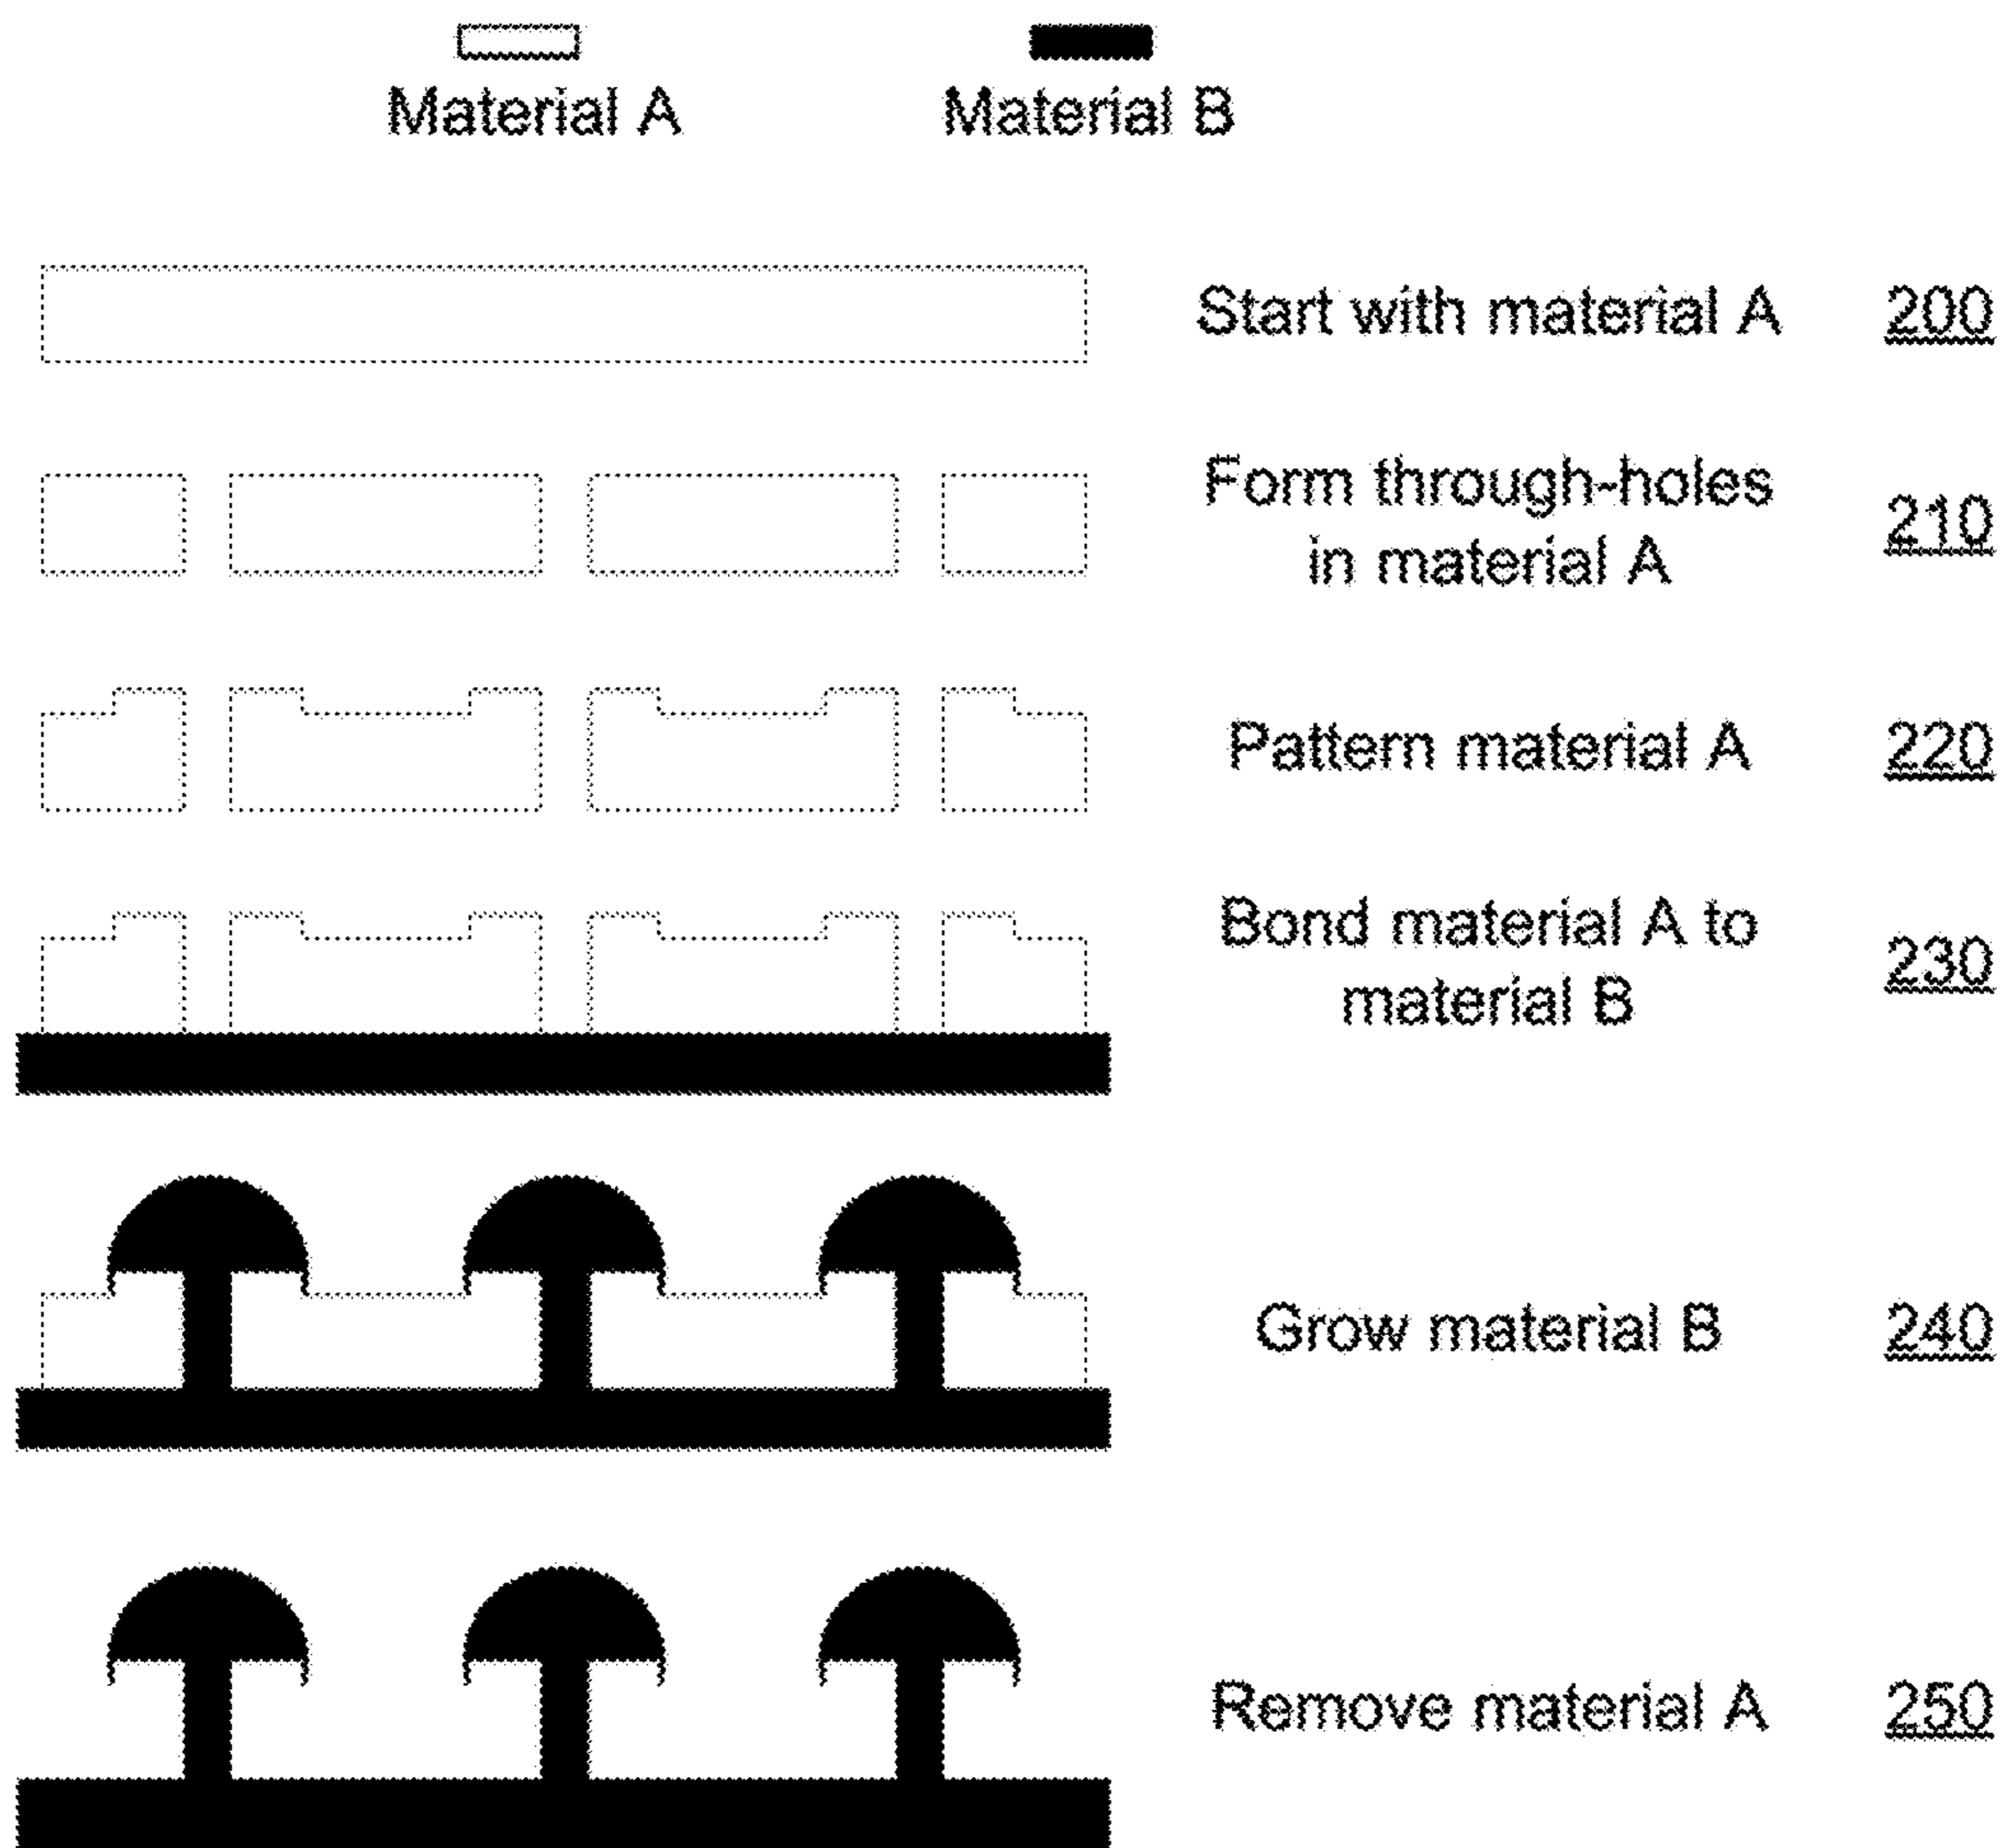 Material A
Material B
Start with material A 200
Form through-holes
in material A
210
Pattern material A 220
Bond material A to
material B
230
Grow material B 240
Remove material A 250